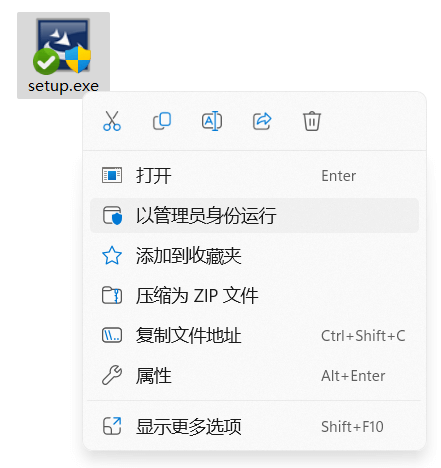 setup.exe
打开 Enter
以管理员身份运行
添加到收藏夹
压缩为 ZIP 文件
复制文件地址 Ctrl+Shift+C
属性 Alt+Enter
显示更多选项 Shift+F10